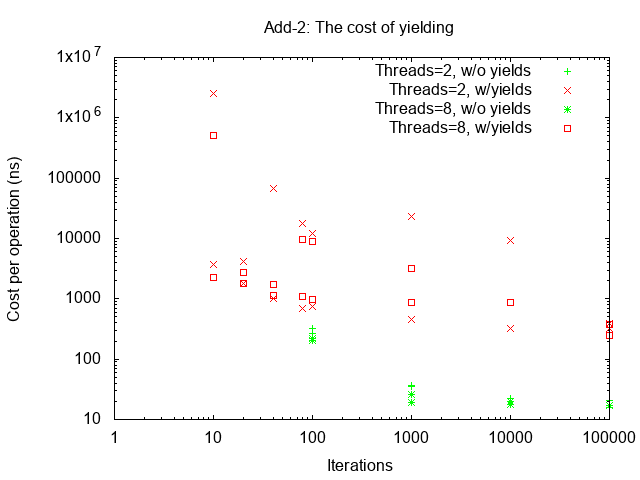 Add-2: The cost of yielding
Cost per operation (ns)
1x10^7
1x10^6
100000
10000
1000
100
10
Threads=2, w/o yields
Threads=2, w/yields
Threads=8, w/o yields
Threads=8, w/yields
1 10 100 1000 10000 100000
Iterations